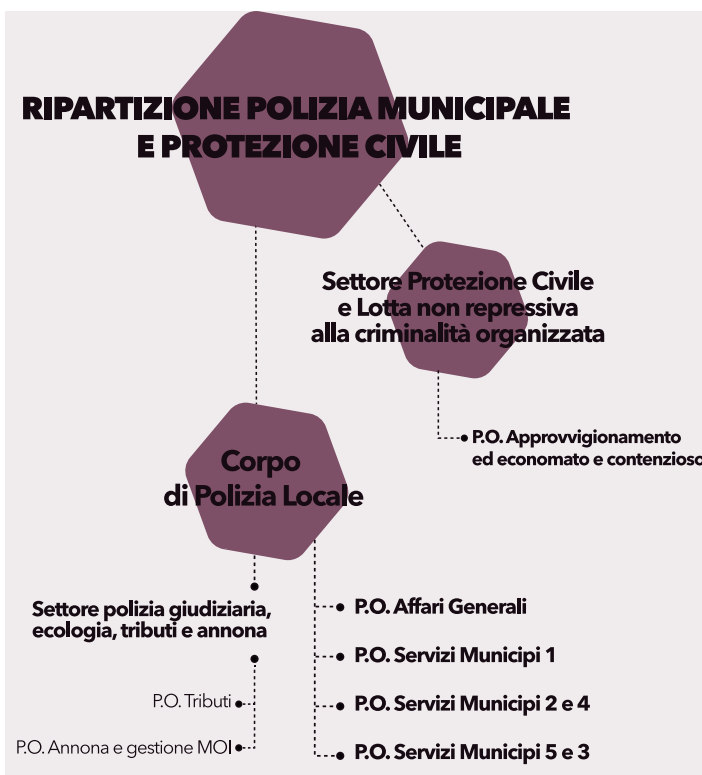 RIPARTIZIONE POLIZIA MUNICIPALE
E PROTEZIONE CIVILE
Settore Protezione Civile
e Lotta non repressiva
alla criminalità organizzata
P.O. Approvvigionamento
ed economato e contenzioso
Corpo
di Polizia Locale
Settore polizia giudiziaria,
ecologia, tributi e annona
P.O. Tributi
P.O. Annona e gestione MOI
P.O. Affari Generali
P.O. Servizi Municipi 1
P.O. Servizi Municipi 2 e 4
P.O. Servizi Municipi 5 e 3